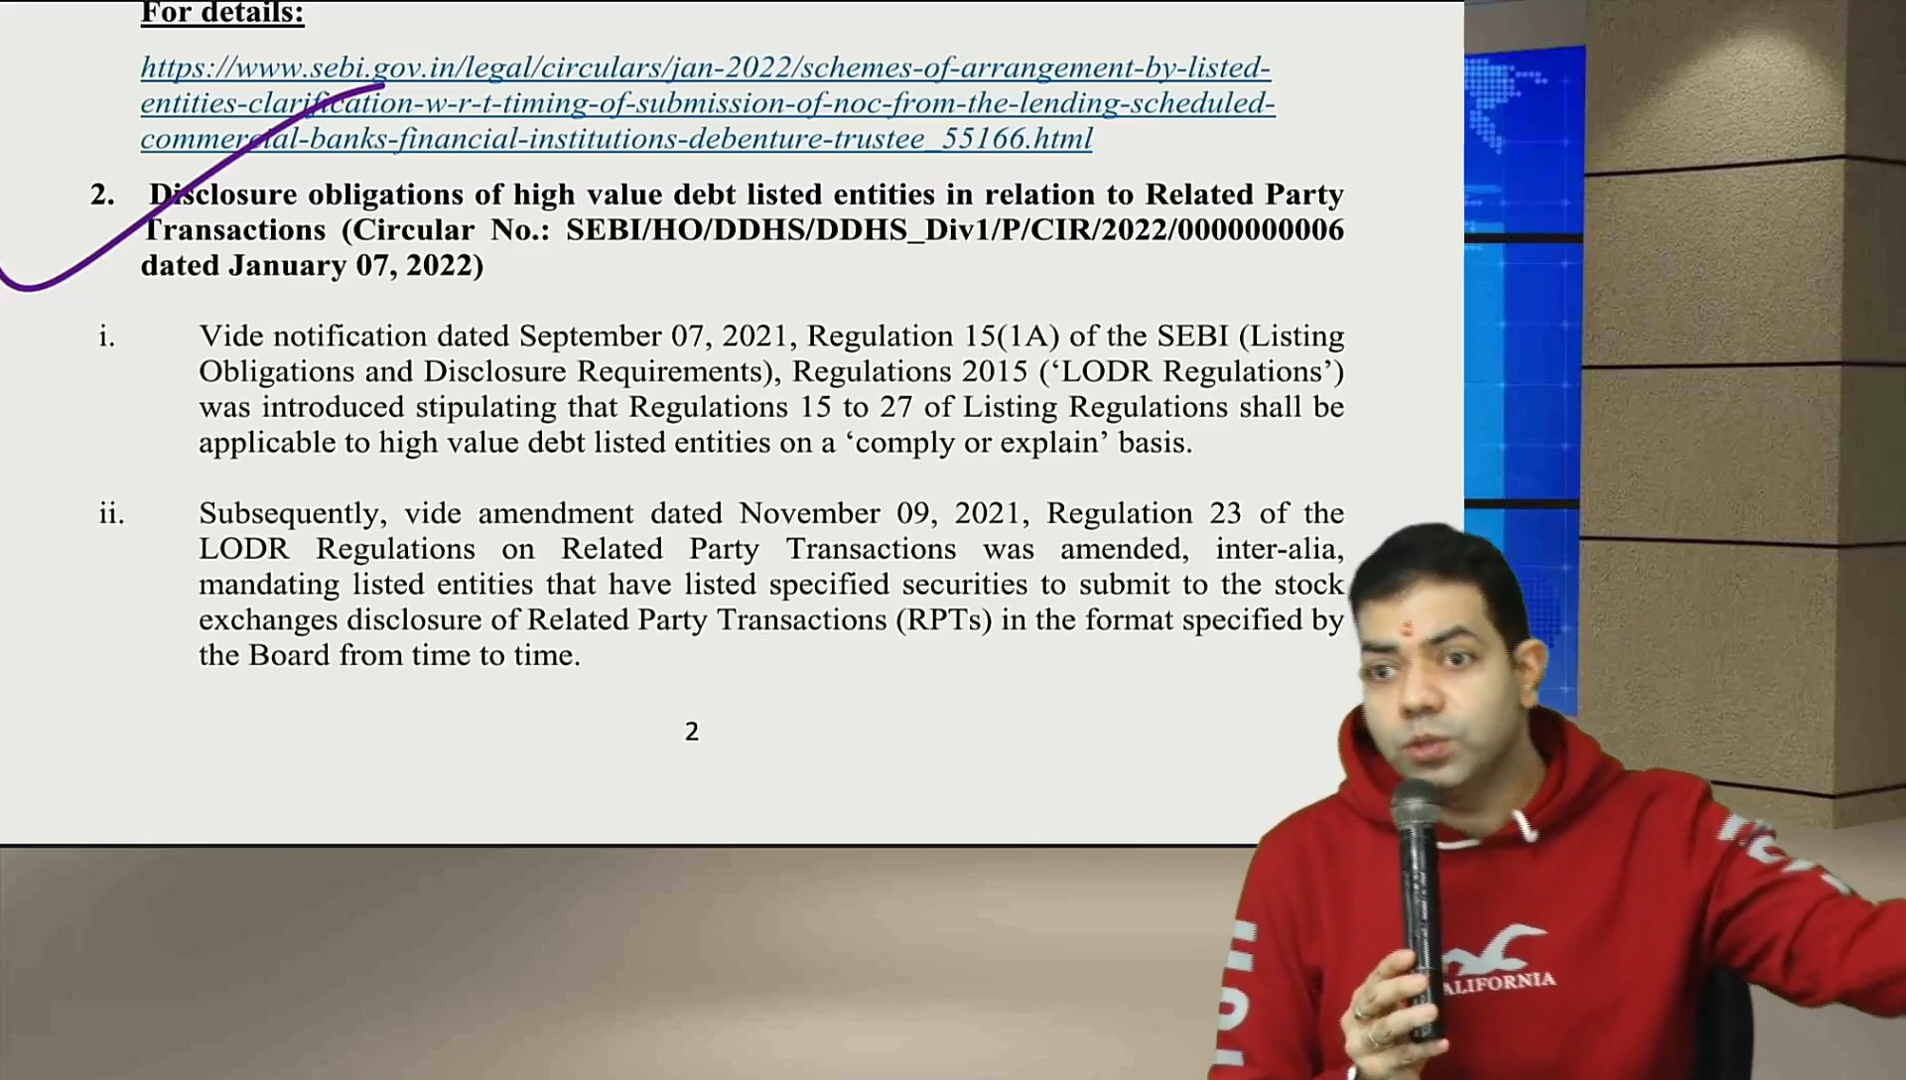 For details:
https://www.sebi.gov.in/legal/circulars/jan-2022/schemes-of-arrangement-by-listed-
entities-clarification-w-r-t-timing-of-submission-of-noc-from-the-lending-scheduled-
commercial-banks-financial-institutions-debenture-trustee_55166.html
2. Disclosure obligations of high value debt listed entities in relation to Related Party
Transactions (Circular No.: SEBI/HO/DDHS/DDHS_Div1/P/CIR/2022/0000000006
dated January 07, 2022)
i. Vide notification dated September 07, 2021, Regulation 15(1A) of the SEBI (Listing
Obligations and Disclosure Requirements), Regulations 2015 (‘LODR Regulations’)
was introduced stipulating that Regulations 15 to 27 of Listing Regulations shall be
applicable to high value debt listed entities on a ‘comply or explain’ basis.
ii. Subsequently, vide amendment dated November 09, 2021, Regulation 23 of the
LODR Regulations on Related Party Transactions was amended, inter-alia,
mandating listed entities that have listed specified securities to submit to the stock
exchanges disclosure of Related Party Transactions (RPTs) in the format specified by
the Board from time to time.
2
ALIFORNIA